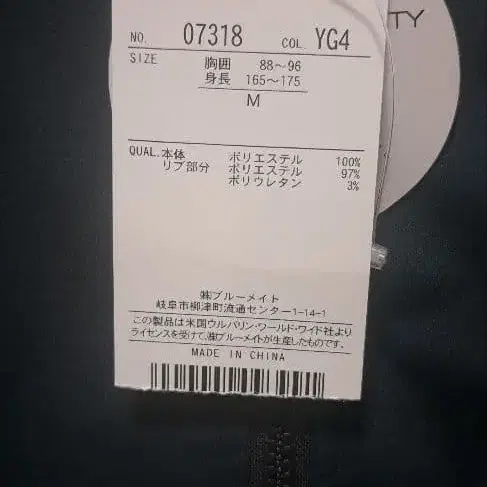 TY
NO. 07318 COL. YG4
SIZE 胸囲 88～96
身長 165～175
M
QUAL. 本体 ポリエステル 100%
リブ部分 ポリエステル 97%
ポリウレタン 3%
㈱ブルーメイト
岐阜市柳津町流通センター1-14-1
この製品は米国ウルバリン・ワールド・ワイド社より
ライセンスを受けて、㈱ブルーメイトが生産したものです。
MADE IN CHINA